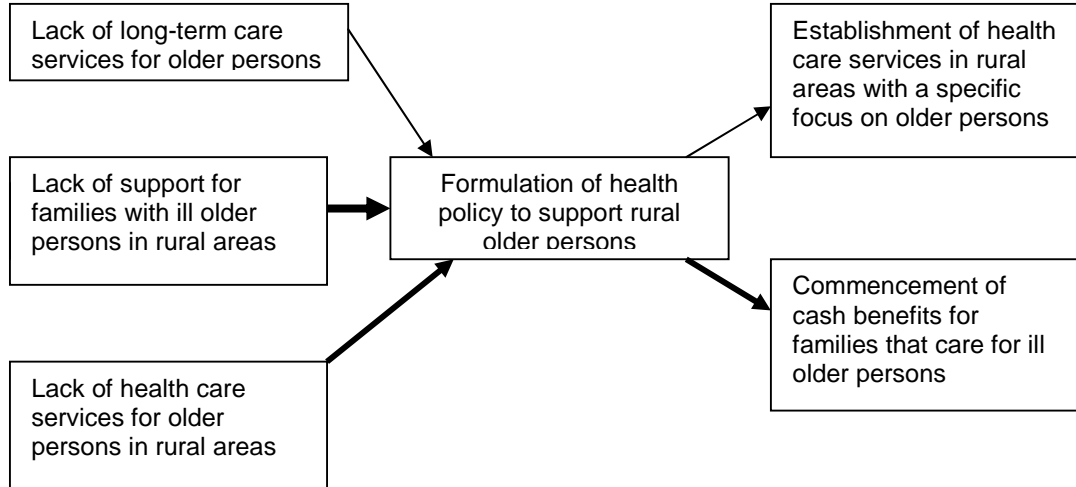 Lack of long-term care
services for older persons
Lack of support for
families with ill older
persons in rural areas
Lack of health care
services for older
persons in rural areas
Formulation of health
policy to support rural
older persons
Establishment of health
care services in rural
areas with a specific
focus on older persons
Commencement of
cash benefits for
families that care for ill
older persons